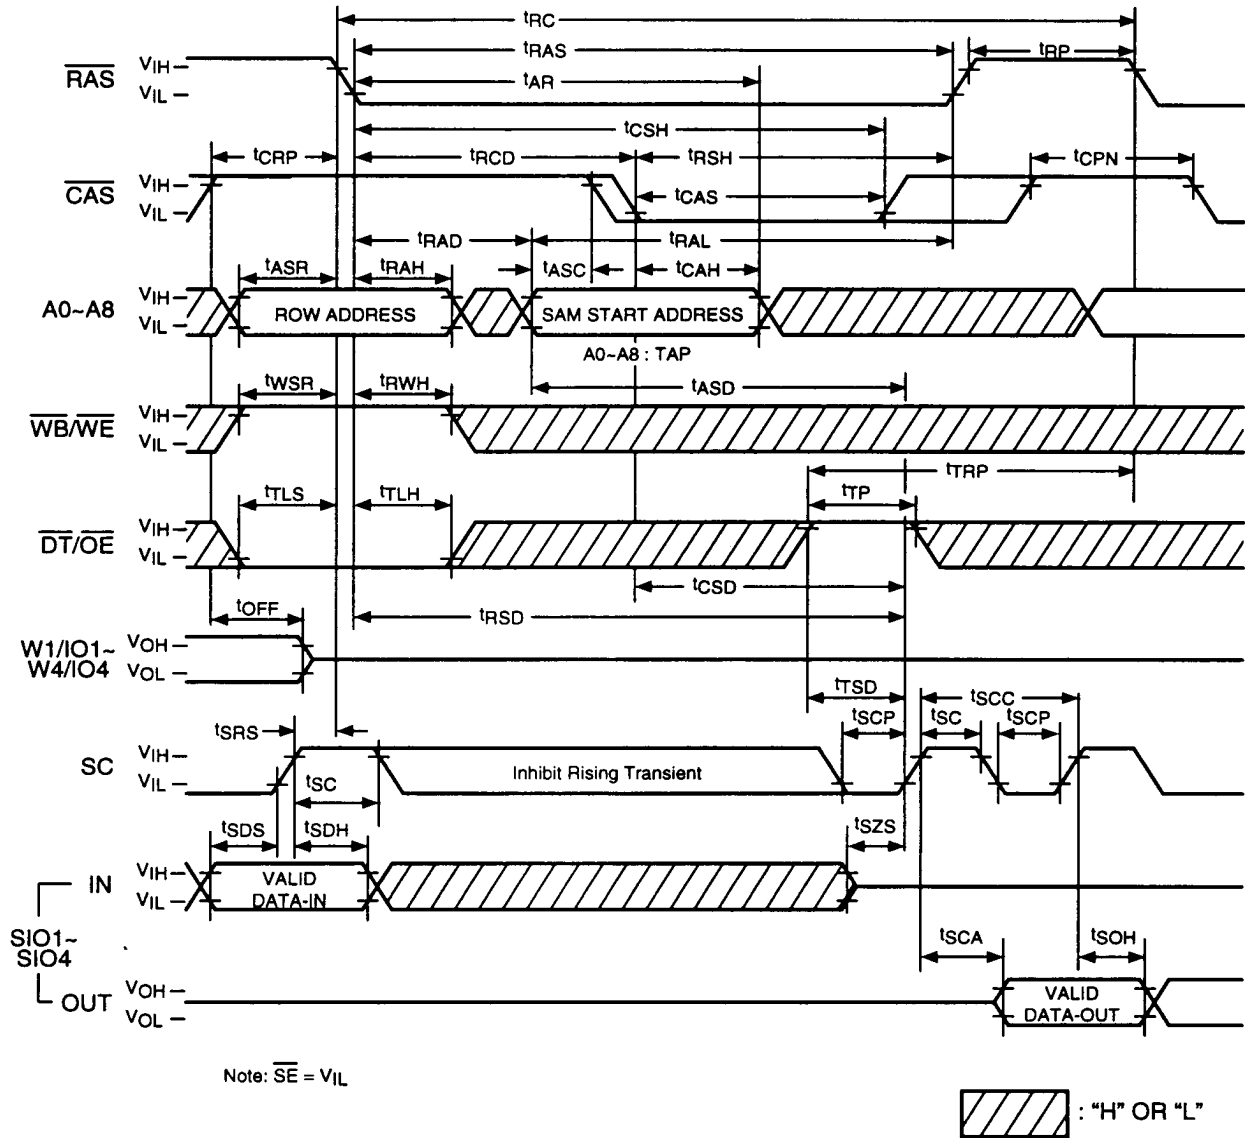 tRC
tRAS
tRP
RAS
VIH
VIL
tAR
tCSH
tCRP
tRCD
tRSH
tCPN
CAS
VIH
VIL
tCAS
tRAD
tRAL
tASR
tRAH
tASC
tCAH
A0~A8
VIH
VIL
ROW ADDRESS
SAM START ADDRESS
A0~A8 : TAP
tWSR
tRWH
tASD
WB/WE
VIH
VIL
tTRP
tTLS
tTLH
tTP
DT/OE
VIH
VIL
tCSD
tOFF
tRSD
W1/IO1~
W4/IO4
VOH
VOL
tTSD
tSCC
tSRS
tSCP
tSC
tSCP
SC
VIH
VIL
tSC
Inhibit Rising Transient
tSDS
tSDH
tSZS
IN
VIH
VIL
VALID
DATA-IN
SIO1~
SIO4
tSCA
tSOH
OUT
VOH
VOL
VALID
DATA-OUT
Note: SE = VIL
: "H" OR "L"